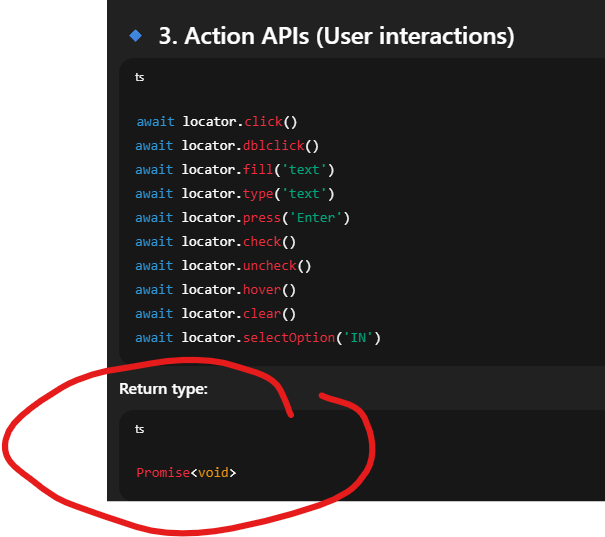 3. Action APIs (User interactions)
ts
await locator.click()
await locator.dblclick()
await locator.fill('text')
await locator.type('text')
await locator.press('Enter')
await locator.check()
await locator.uncheck()
await locator.hover()
await locator.clear()
await locator.selectOption('IN')
Return type:
ts
Promise<void>